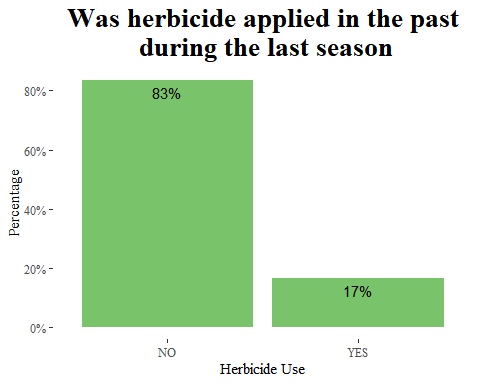 Was herbicide applied in the past
during the last season
80%
60%
40%
20%
0%
Percentage
83%
17%
NO
YES
Herbicide Use